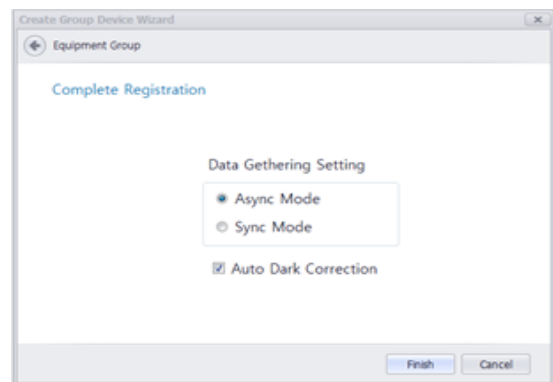 Create Group Device Wizard
Equipment Group
Complete Registration
Data Gethering Setting
Async Mode
Sync Mode
Auto Dark Correction
Finish Cancel